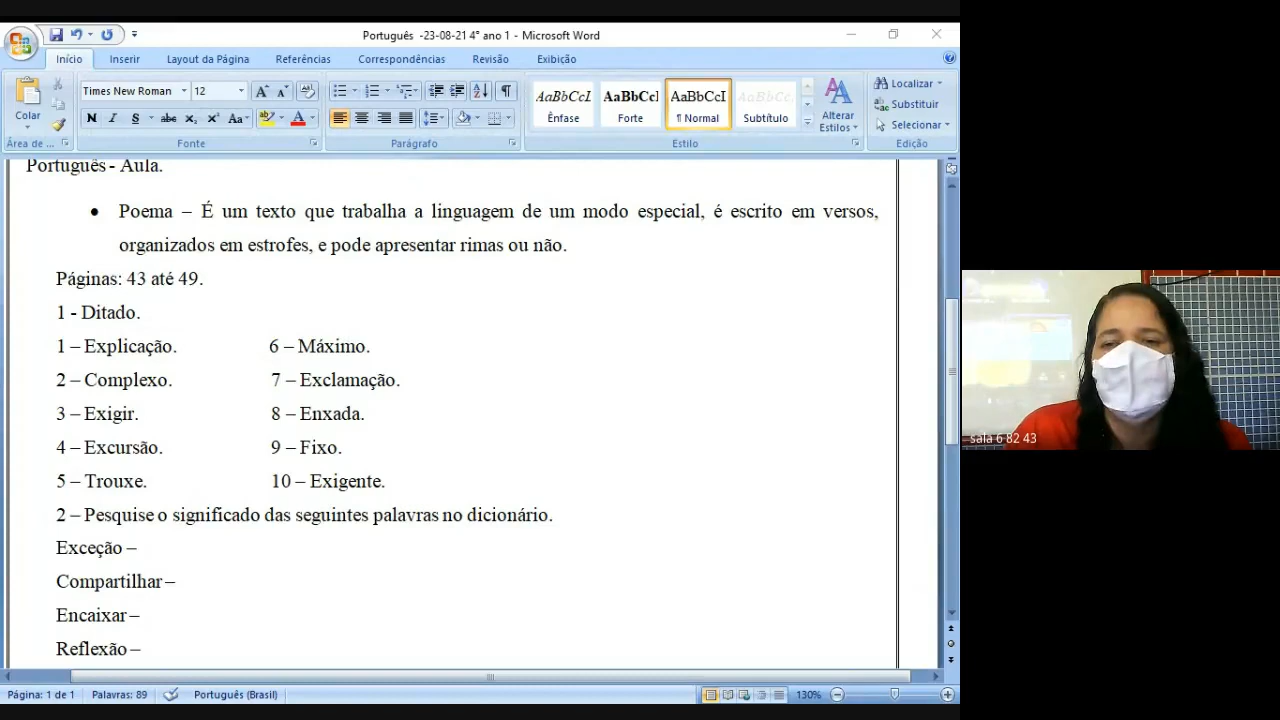 Português -23-08-21 4° ano 1 - Microsoft Word
Início Inserir Layout da Página Referências Correspondências Revisão Exibição
Times New Roman 12 AaBbCcI AaBbCcI AaBbCcI AaBbCc. Localizar
Substituir
Colar N I S abc x₂ x² Aa Ênfase Forte ¶ Normal Subtítulo Alterar Estilos Selecionar
Área de ... Fonte Parágrafo Estilo Edição
Português - Aula.
• Poema – É um texto que trabalha a linguagem de um modo especial, é escrito em versos,
organizados em estrofes, e pode apresentar rimas ou não.
Páginas: 43 até 49.
1 - Ditado.
1 – Explicação. 6 – Máximo.
2 – Complexo. 7 – Exclamação.
3 – Exigir. 8 – Enxada.
4 – Excursão. 9 – Fixo.
5 – Trouxe. 10 – Exigente.
2 – Pesquise o significado das seguintes palavras no dicionário.
Exceção –
Compartilhar –
Encaixar –
Reflexão –
Página: 1 de 1 Palavras: 89 Português (Brasil) 130%
sala 6 82 43